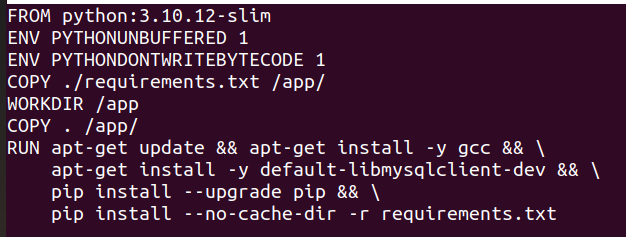 FROM python:3.10.12-slim
ENV PYTHONUNBUFFERED 1
ENV PYTHONDONTWRITEBYTECODE 1
COPY ./requirements.txt /app/
WORKDIR /app
COPY . /app/
RUN apt-get update && apt-get install -y gcc && \
    apt-get install -y default-libmysqlclient-dev && \
    pip install --upgrade pip && \
    pip install --no-cache-dir -r requirements.txt